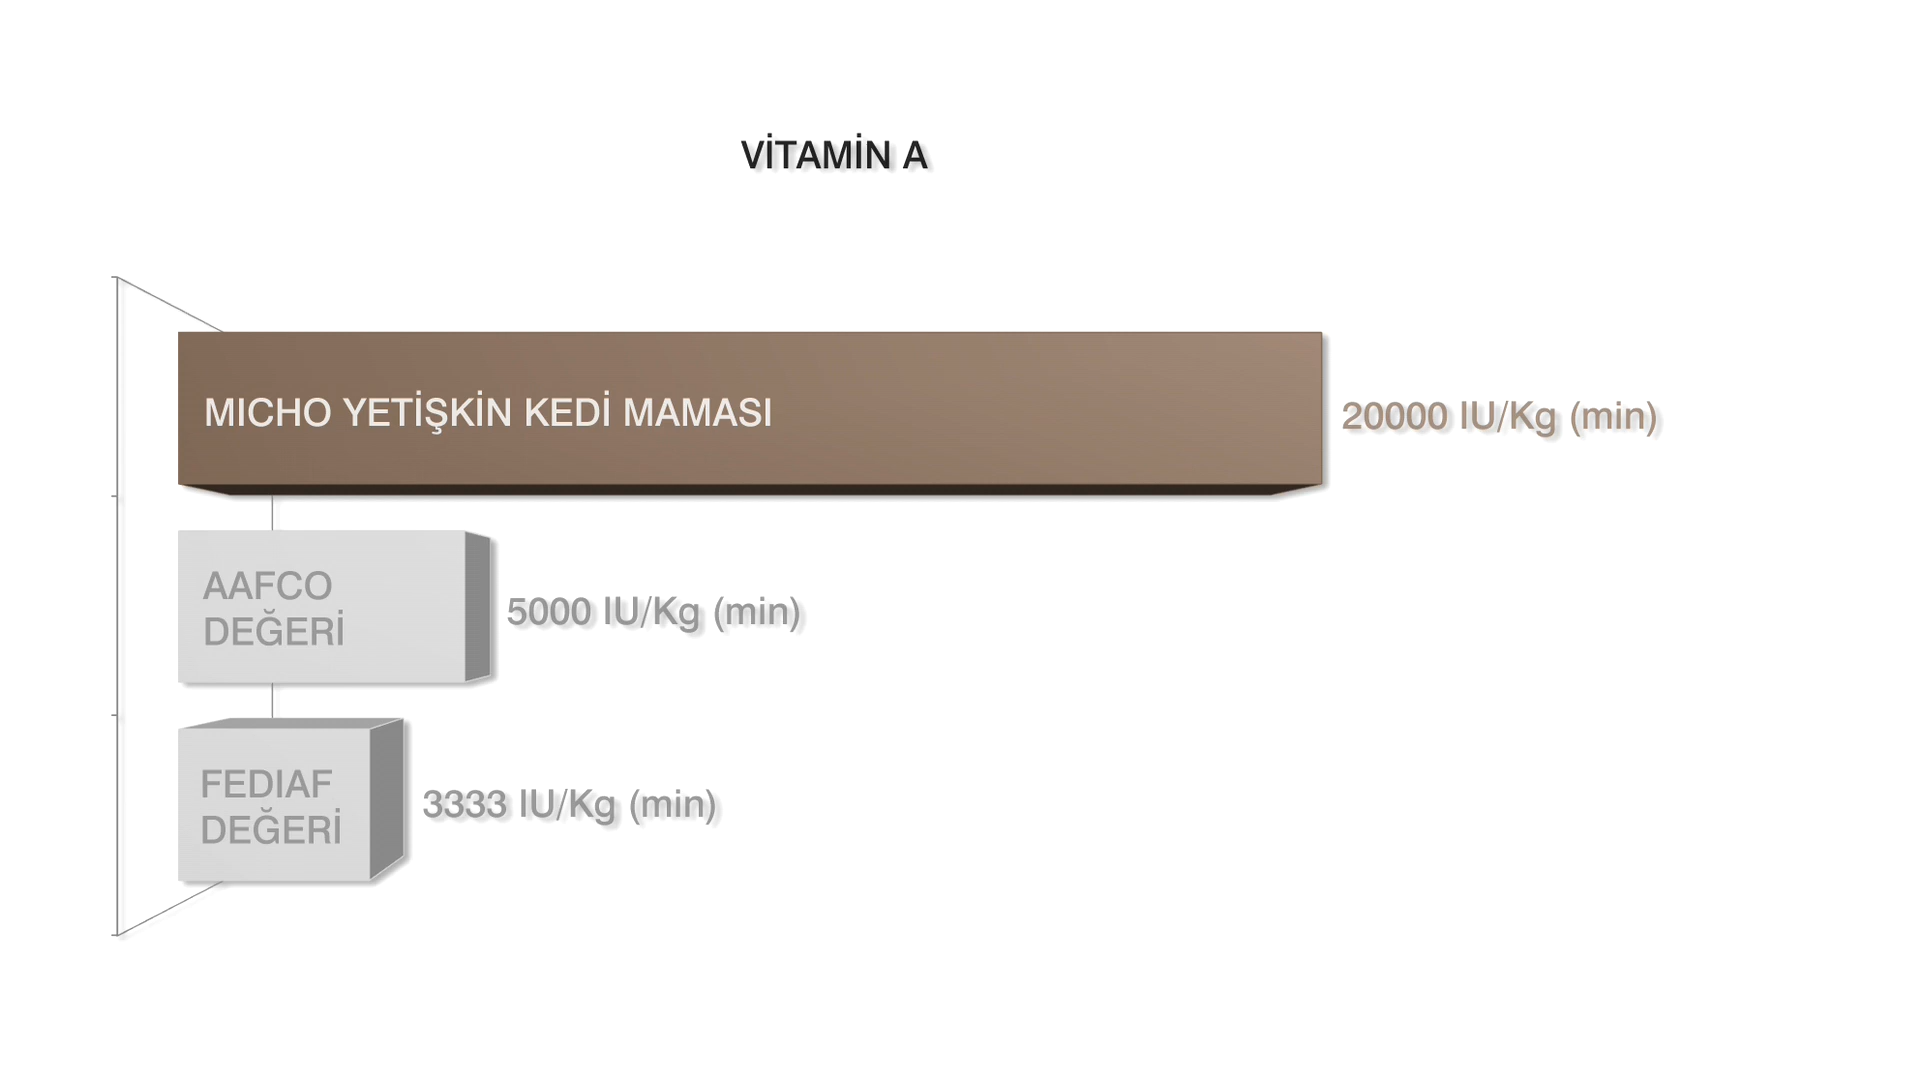 VİTAMİN A
MICHO YETİŞKİN KEDİ MAMASI
20000 IU/Kg (min)
AAFCO
DEĞERİ
5000 IU/Kg (min)
FEDIAF
DEĞERİ
3333 IU/Kg (min)